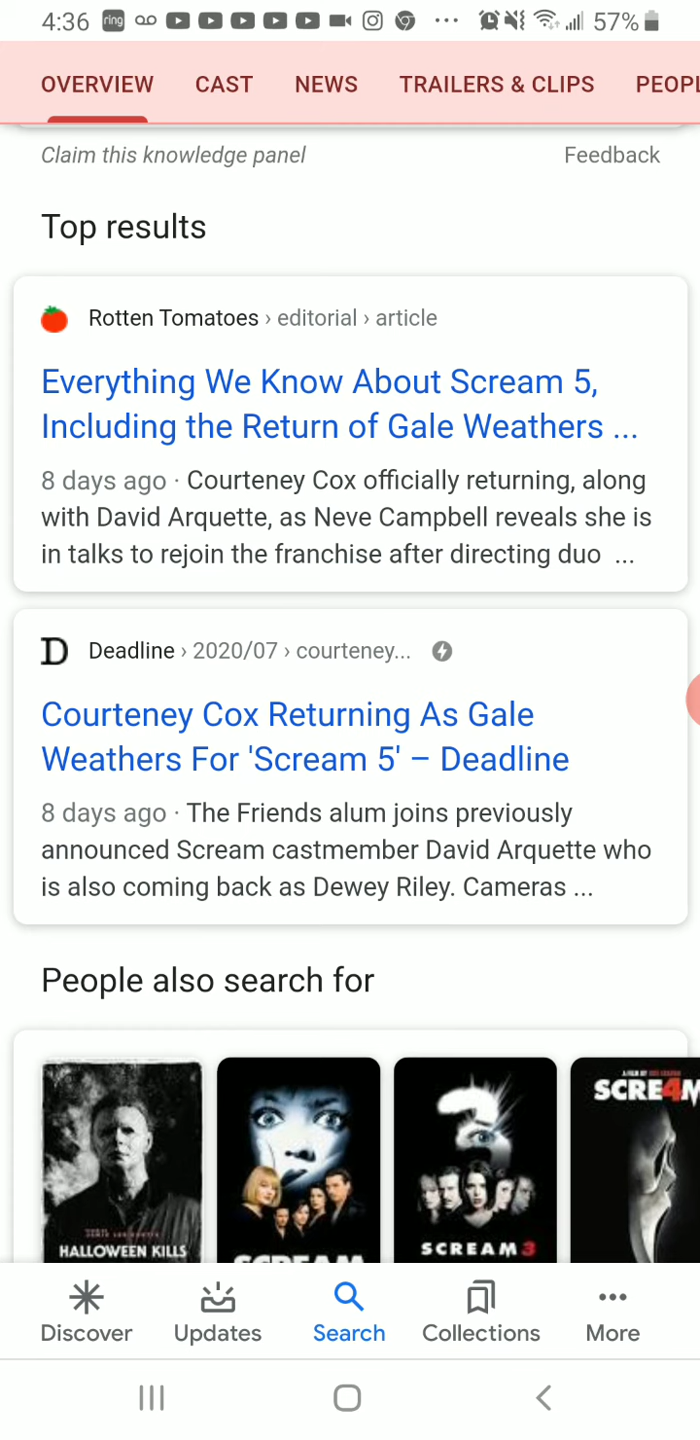 4:36 ring 57%
OVERVIEW CAST NEWS TRAILERS & CLIPS PEOPL
Claim this knowledge panel Feedback
Top results
Rotten Tomatoes › editorial › article
Everything We Know About Scream 5,
Including the Return of Gale Weathers ...
8 days ago · Courteney Cox officially returning, along
with David Arquette, as Neve Campbell reveals she is
in talks to rejoin the franchise after directing duo ...
D Deadline › 2020/07 › courteney...
Courteney Cox Returning As Gale
Weathers For 'Scream 5' – Deadline
8 days ago · The Friends alum joins previously
announced Scream castmember David Arquette who
is also coming back as Dewey Riley. Cameras ...
People also search for
HALLOWEEN KILLS
SCREAM
3
SCREAM 3
SCRE4M
Discover Updates Search Collections More